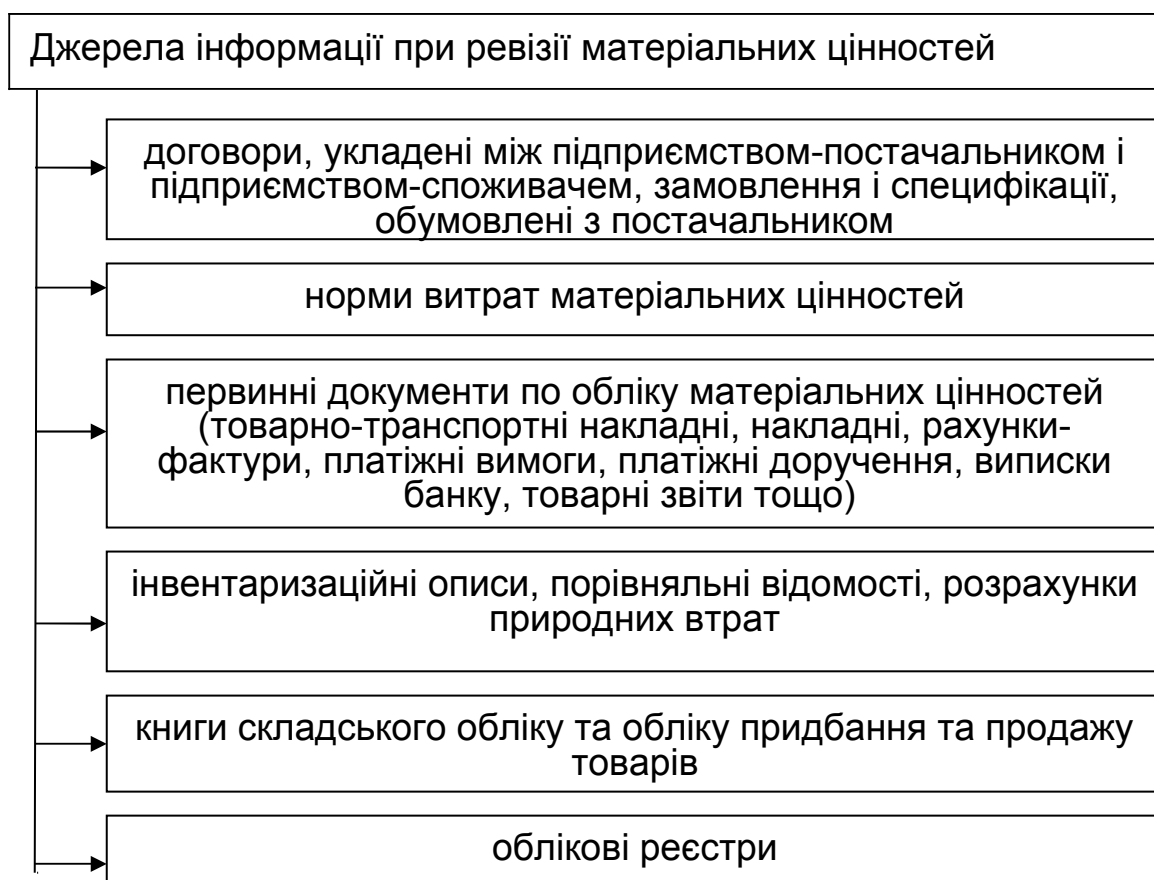 Джерела інформації при ревізії матеріальних цінностей
договори, укладені між підприємством-постачальником і
підприємством-споживачем, замовлення і специфікації,
обумовлені з постачальником
норми витрат матеріальних цінностей
первинні документи по обліку матеріальних цінностей
(товарно-транспортні накладні, накладні, рахунки-
фактури, платіжні вимоги, платіжні доручення, виписки
банку, товарні звіти тощо)
інвентаризаційні описи, порівняльні відомості, розрахунки
природних втрат
книги складського обліку та обліку придбання та продажу
товарів
облікові реєстри